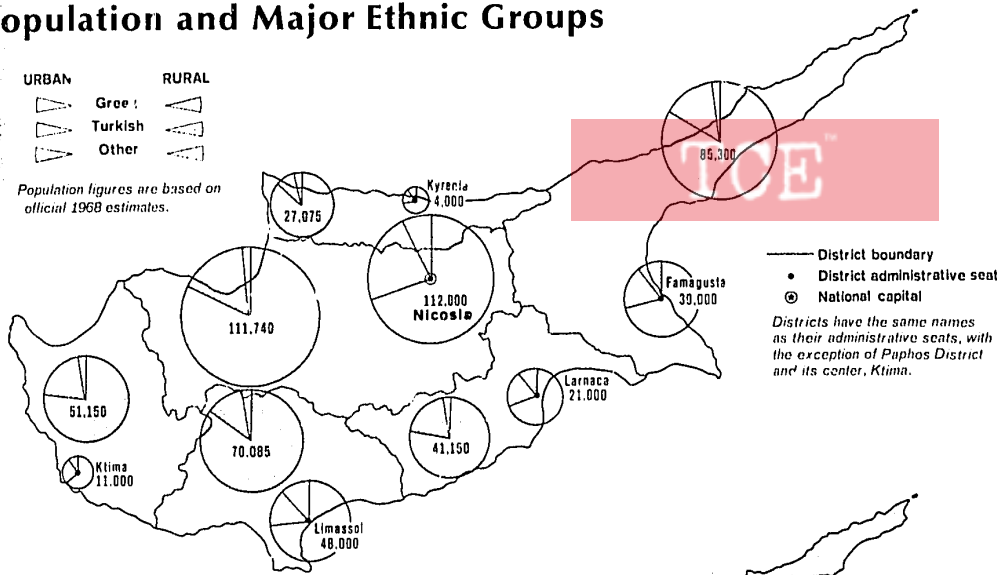 opulation and Major Ethnic Groups
URBAN RURAL
Gree
Turkish
Other
Population figures are based on
official 1968 estimates.
85,300
TCE™
Kyrenia
4,000
27,075
112,000
Nicosia
111,740
Famagusta
39,000
District boundary
District administrative seat
National capital
Districts have the same names
as their administrative seats, with
the exception of Paphos District
and its center, Ktima.
51,150
Larnaca
21,000
70,085
41,150
Ktima
11,000
Limassol
48,000